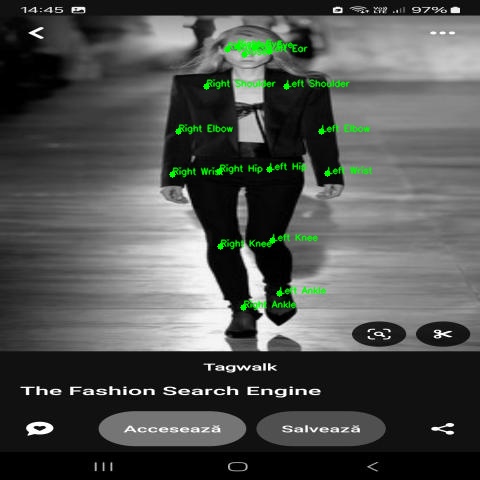 14:45 97%
Eye
Left Ear
Right Shoulder Left Shoulder
Right Elbow Left Elbow
Right Wrist Right Hip Left Hip Left Wrist
Right Knee Left Knee
Left Ankle
Right Ankle
Tagwalk
The Fashion Search Engine
Accesează Salvează